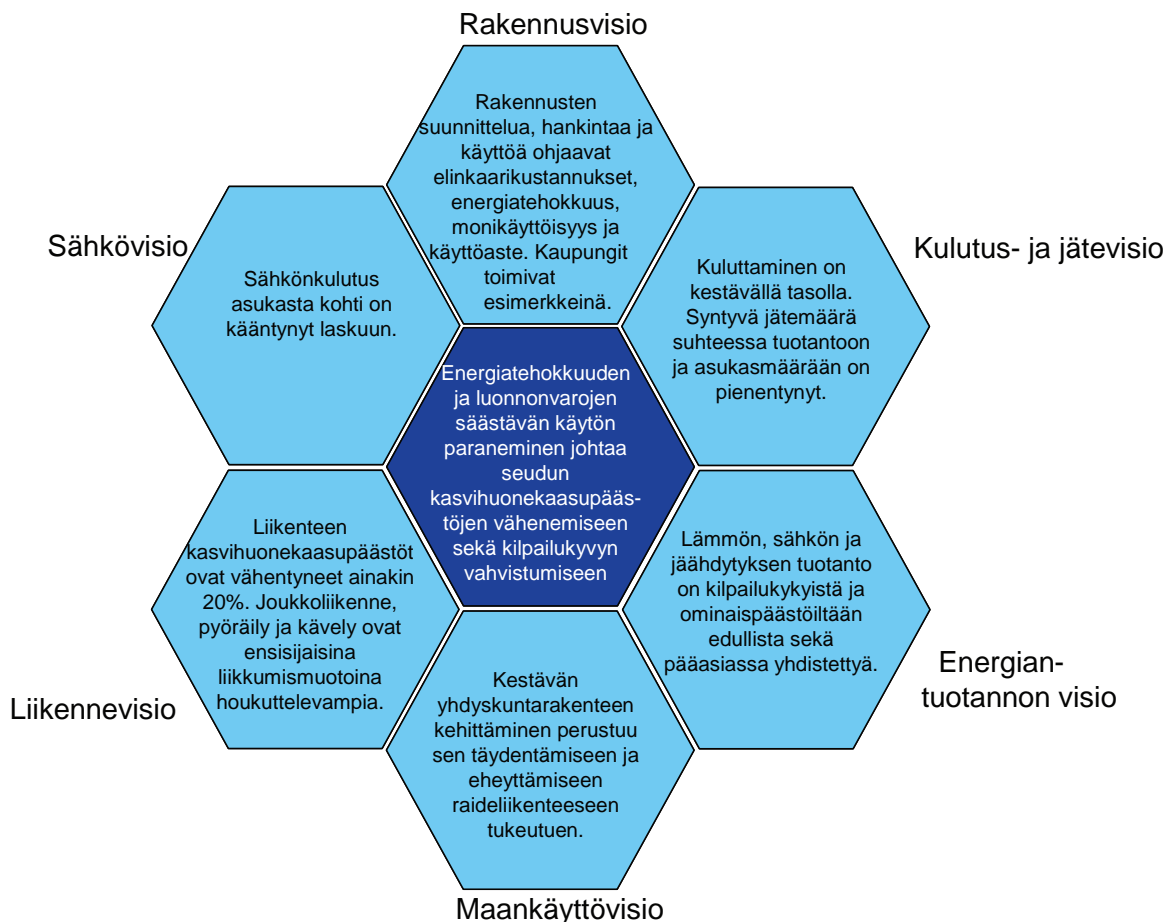 Rakennusvisio
Rakennusten
suunnittelua, hankintaa ja
käyttöä ohjaavat
elinkaarikustannukset,
energiatehokkuus,
monikäyttöisyys ja
käyttöaste. Kaupungit
toimivat
esimerkkeinä.
Sähkövisio
Sähkönkulutus
asukasta kohti on
kääntynyt laskuun.
Kulutus- ja jätevisio
Kuluttaminen on
kestävällä tasolla.
Syntyvä jätemäärä
suhteessa tuotantoon
ja asukasmäärään on
pienentynyt.
Energiatehokkuuden
ja luonnonvarojen
säästävän käytön
paraneminen johtaa
seudun
kasvihuonekaasupääs-
töjen vähenemiseen
sekä kilpailukyvyn
vahvistumiseen
Liikenteen
kasvihuonekaasupäästöt
ovat vähentyneet ainakin
20%. Joukkoliikenne,
pyöräily ja kävely ovat
ensisijaisina
liikkumismuotoina
houkuttelevampia.
Liikennevisio
Lämmön, sähkön ja
jäähdytyksen tuotanto
on kilpailukykyistä ja
ominaispäästöiltään
edullista sekä
pääasiassa yhdistettyä.
Energian-
tuotannon visio
Kestävän
yhdyskuntarakenteen
kehittäminen perustuu
sen täydentämiseen ja
eheyttämiseen
raideliikenteeseen
tukeutuen.
Maankäyttövisio